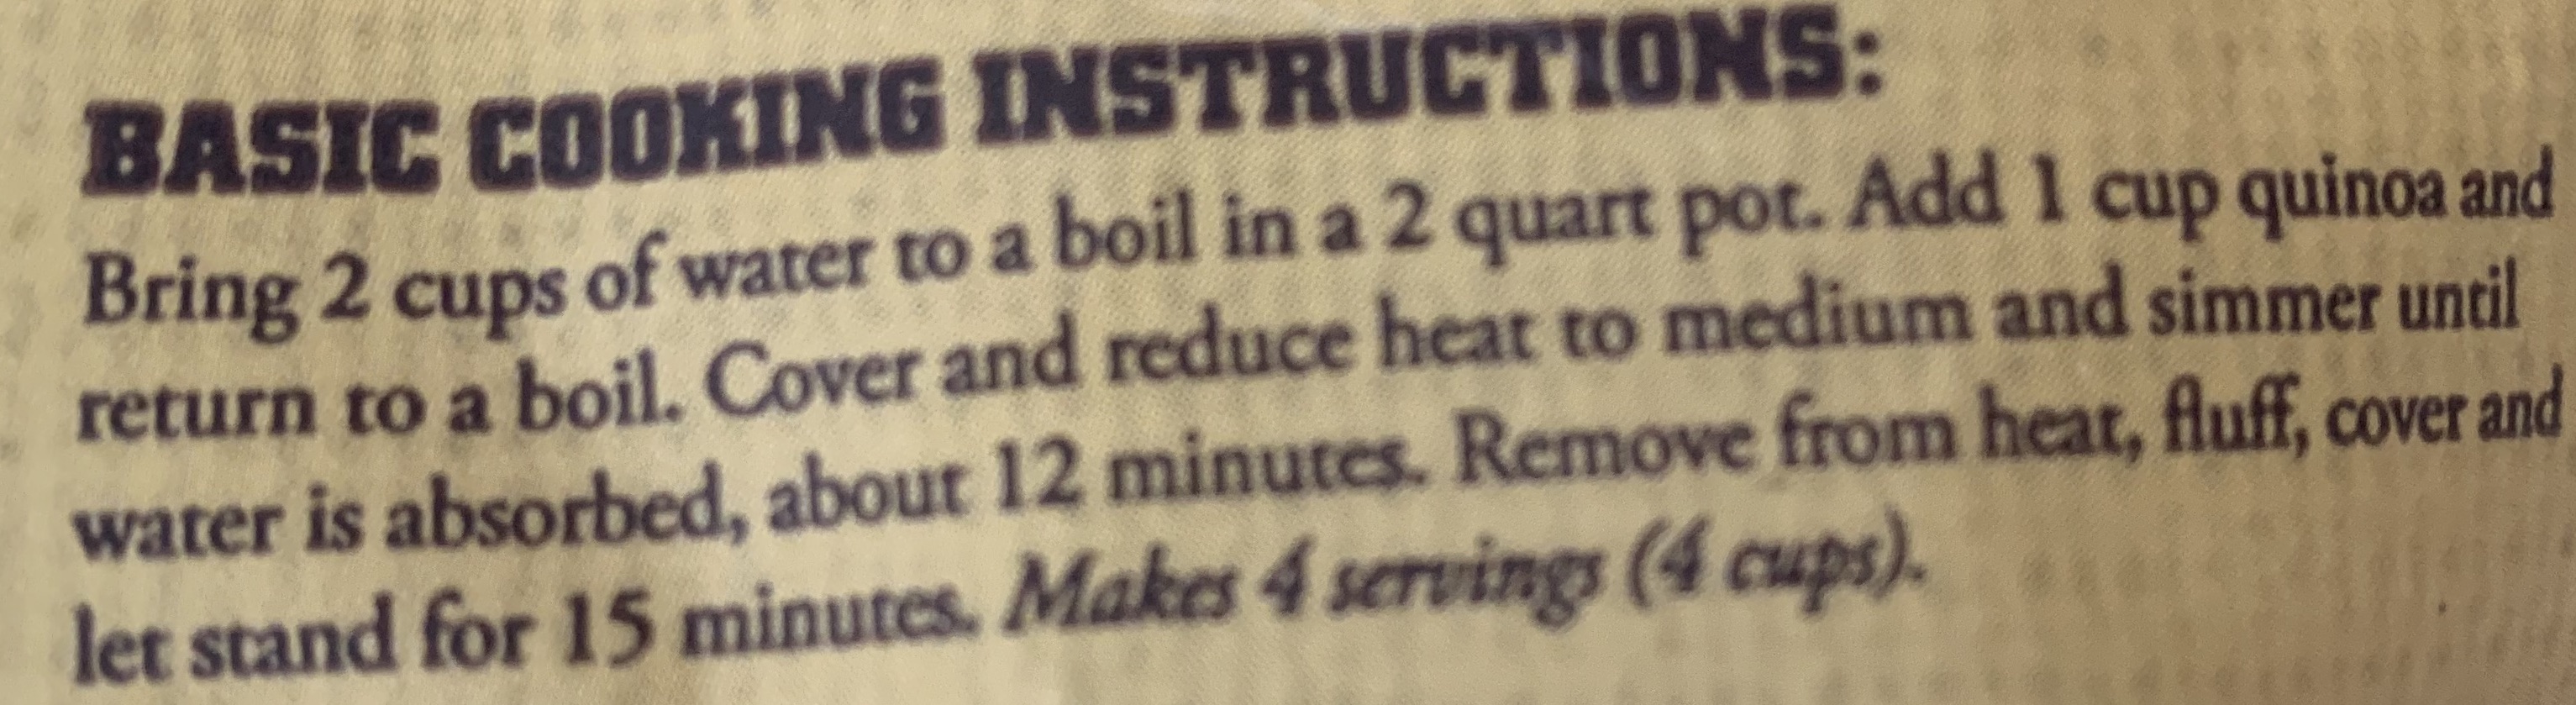 BASIC COOKING INSTRUCTIONS:
Bring 2 cups of water to a boil in a 2 quart pot. Add 1 cup quinoa and
return to a boil. Cover and reduce heat to medium and simmer until
water is absorbed, about 12 minutes. Remove from heat, fluff, cover and
let stand for 15 minutes. Makes 4 servings (4 cups).